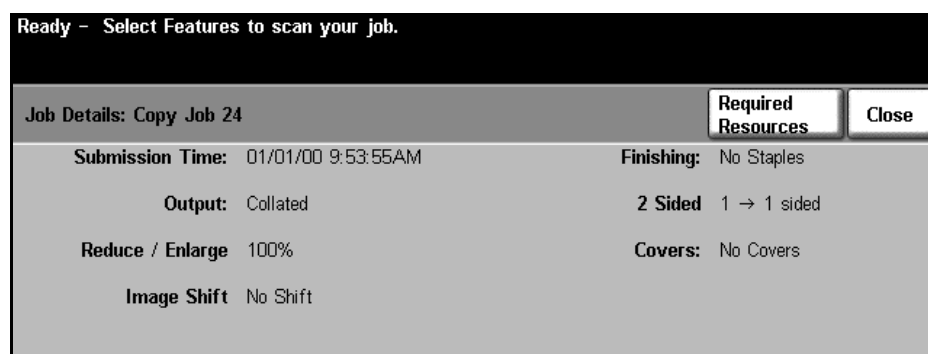 Ready -  Select Features to scan your job.
Job Details: Copy Job 24
Required
Resources
Close
Submission Time: 01/01/00 9:53:55AM
Finishing: No Staples
Output: Collated
2 Sided 1 → 1 sided
Reduce / Enlarge 100%
Covers: No Covers
Image Shift No Shift